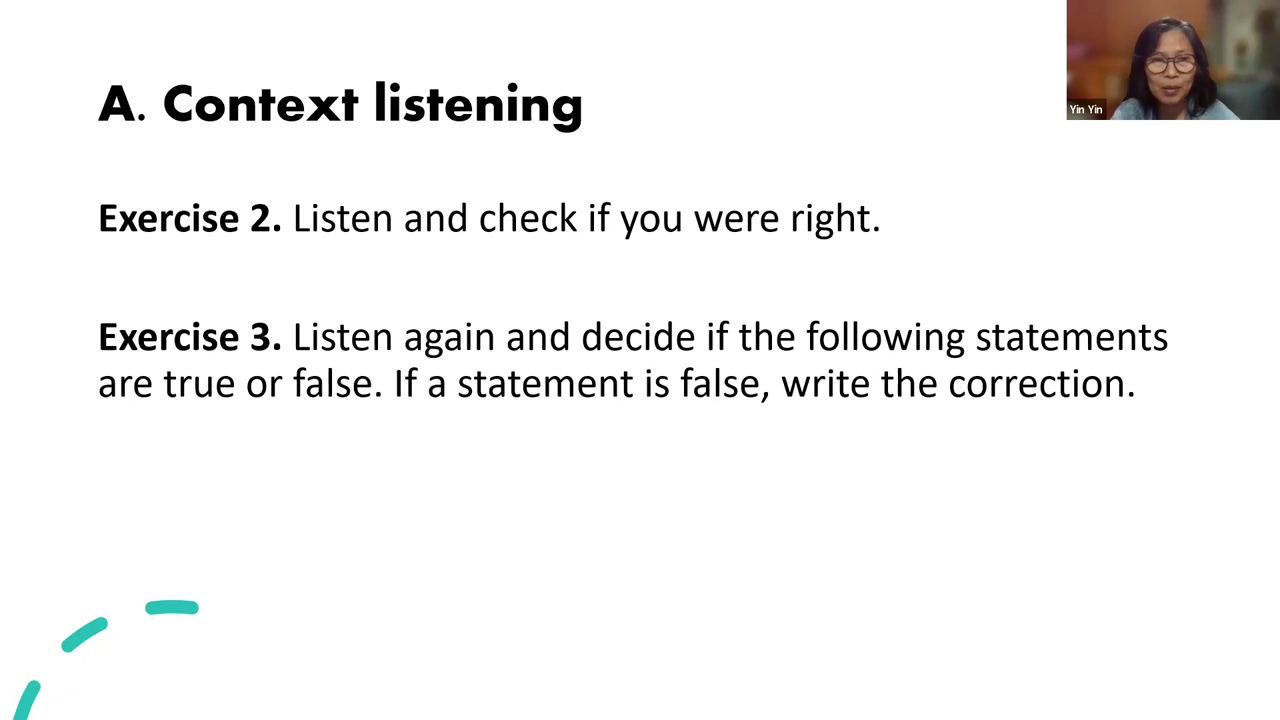 A. Context listening
Yin Yin
Exercise 2. Listen and check if you were right.
Exercise 3. Listen again and decide if the following statements
are true or false. If a statement is false, write the correction.